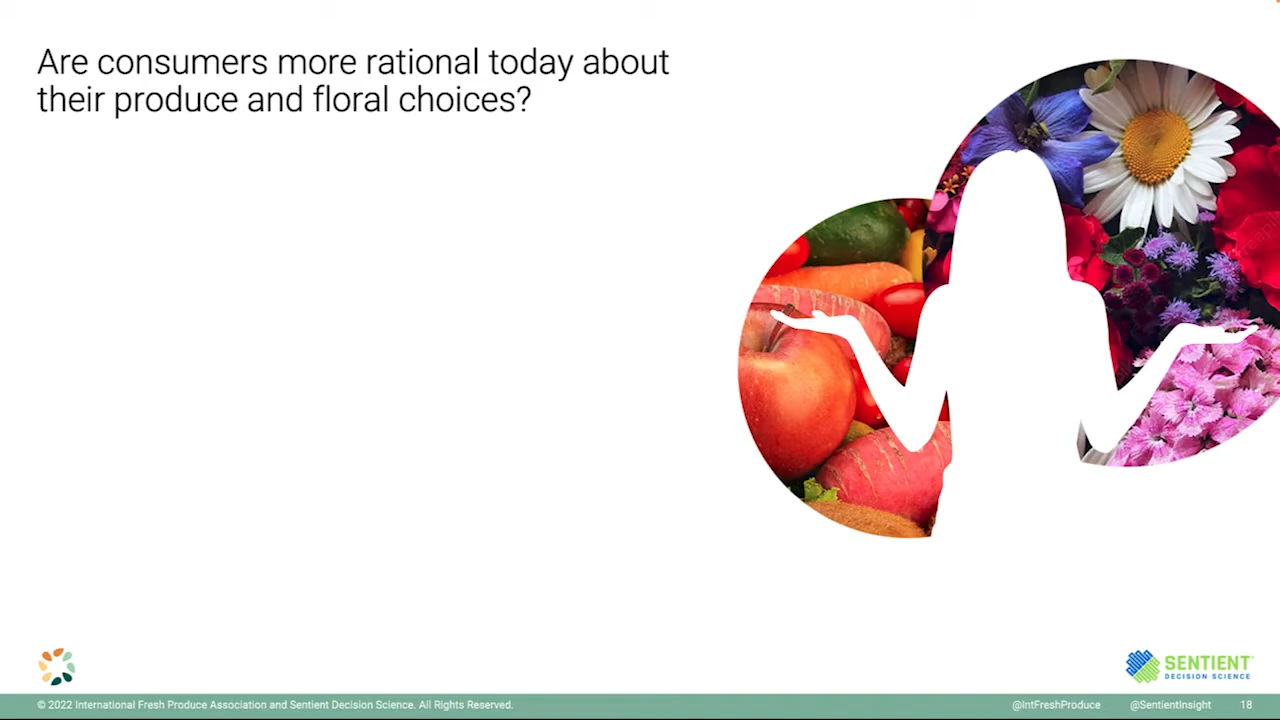 Are consumers more rational today about
their produce and floral choices?
SENTIENT
DECISION SCIENCE
© 2022 International Fresh Produce Association and Sentient Decision Science. All Rights Reserved.
@IntFreshProduce
@SentientInsight
18